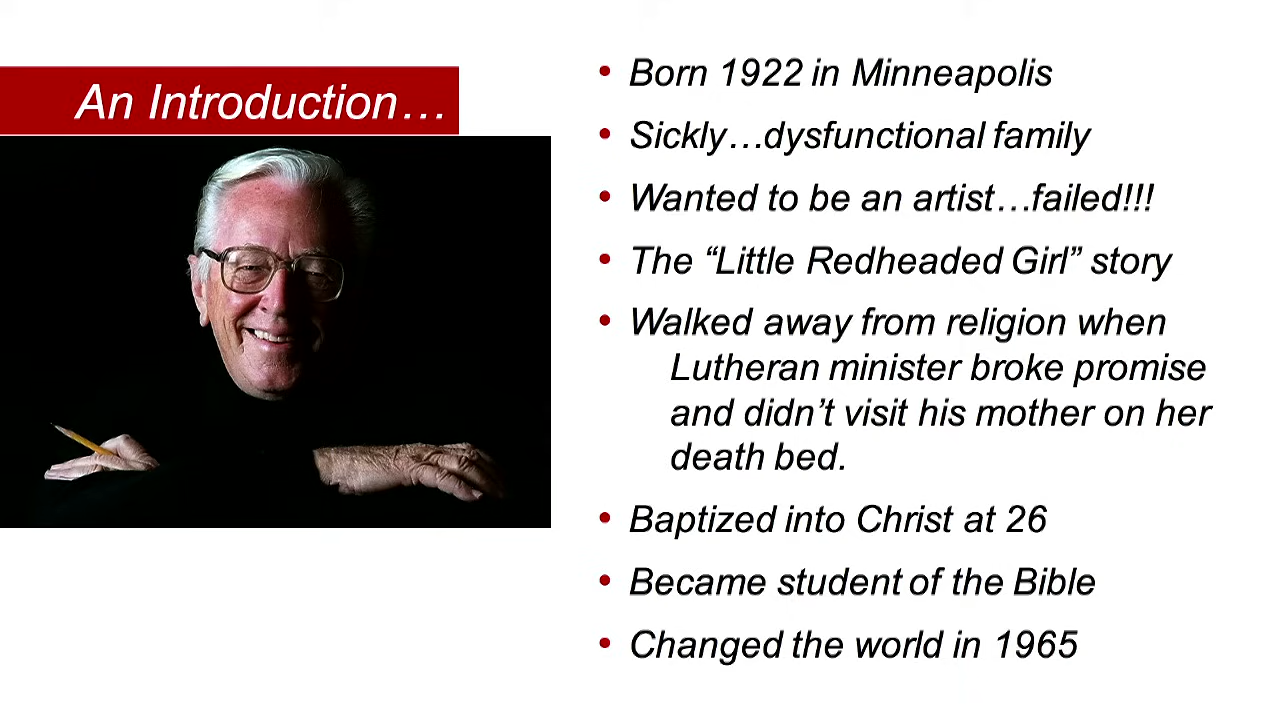 An Introduction…
• Born 1922 in Minneapolis
• Sickly…dysfunctional family
• Wanted to be an artist…failed!!!
• The “Little Redheaded Girl” story
• Walked away from religion when
Lutheran minister broke promise
and didn’t visit his mother on her
death bed.
• Baptized into Christ at 26
• Became student of the Bible
• Changed the world in 1965